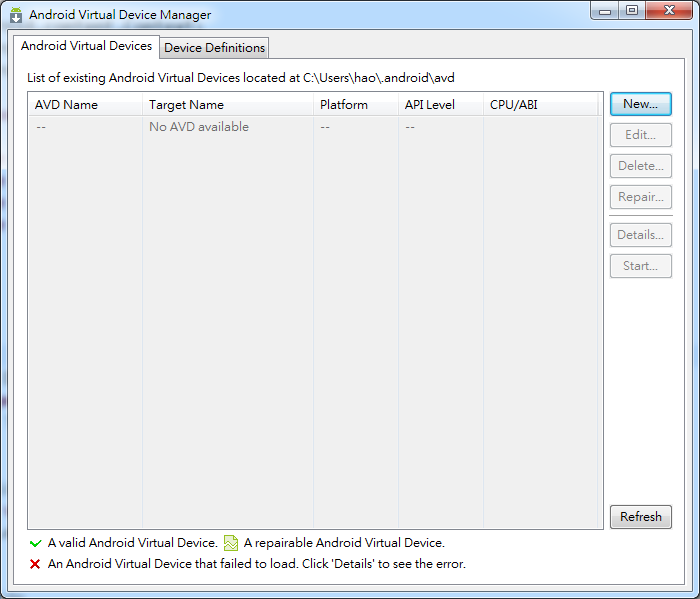 Android Virtual Device Manager
Android Virtual Devices Device Definitions
List of existing Android Virtual Devices located at C:\Users\hao\.android\avd
AVD Name Target Name Platform API Level CPU/ABI
-- No AVD available -- --
New...
Edit...
Delete...
Repair...
Details...
Start...
Refresh
A valid Android Virtual Device. A repairable Android Virtual Device.
An Android Virtual Device that failed to load. Click 'Details' to see the error.